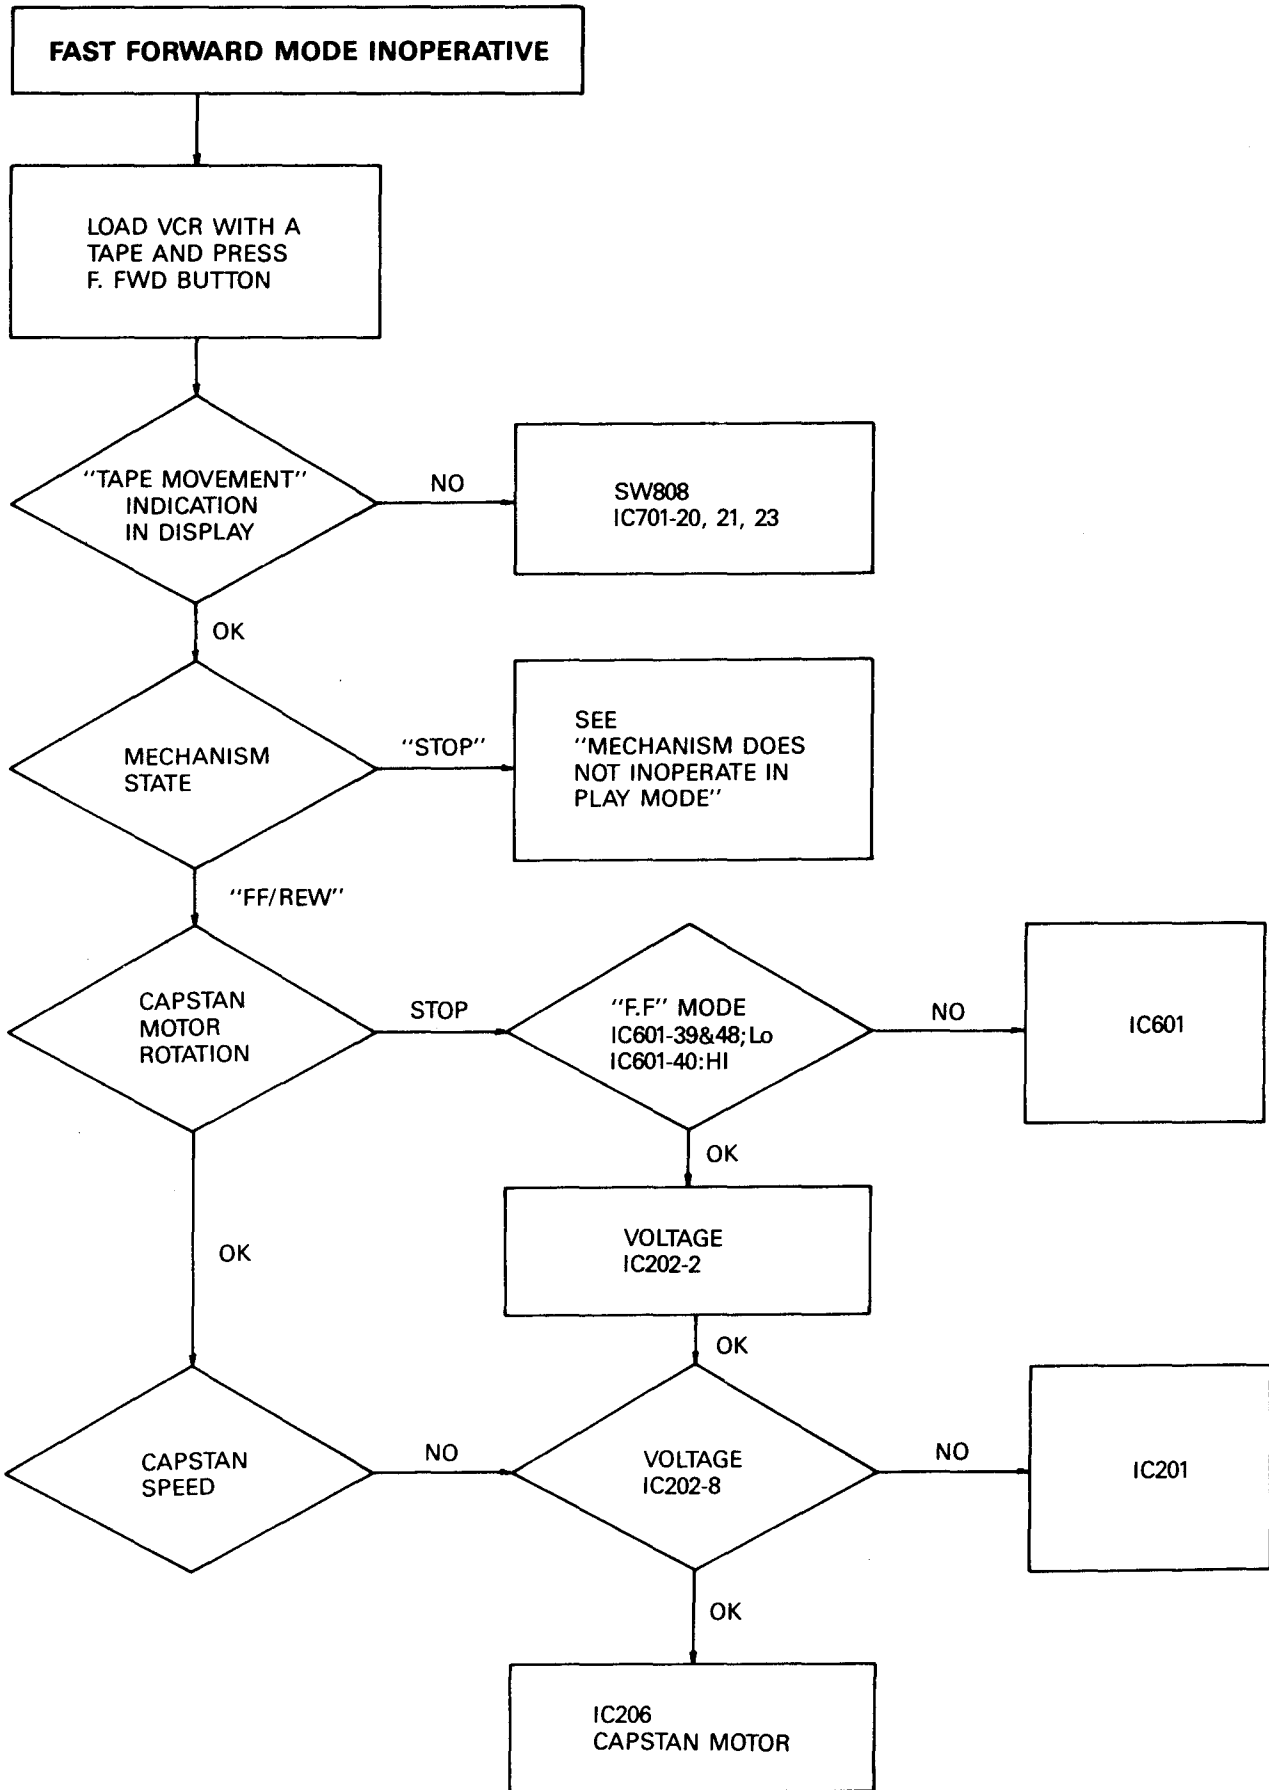 FAST FORWARD MODE INOPERATIVE
LOAD VCR WITH A
TAPE AND PRESS
F. FWD BUTTON
"TAPE MOVEMENT"
INDICATION
IN DISPLAY
NO
SW808
IC701-20, 21, 23
OK
MECHANISM
STATE
"STOP"
SEE
"MECHANISM DOES
NOT INOPERATE IN
PLAY MODE"
"FF/REW"
CAPSTAN
MOTOR
ROTATION
STOP
"F.F" MODE
IC601-39&48; Lo
IC601-40:HI
NO
IC601
OK
VOLTAGE
IC202-2
OK
OK
CAPSTAN
SPEED
NO
VOLTAGE
IC202-8
NO
IC201
OK
IC206
CAPSTAN MOTOR